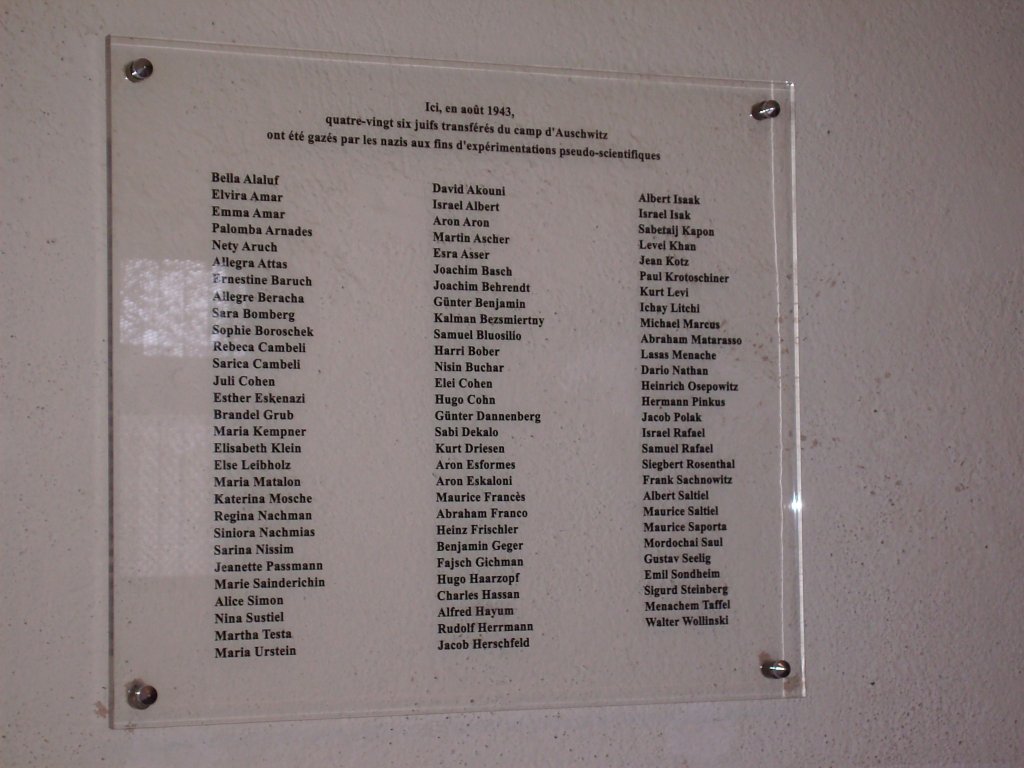 Ici, en août 1943,
quatre-vingt six juifs transférés du camp d'Auschwitz
ont été gazés par les nazis aux fins d'expérimentations pseudo-scientifiques
Bella Alaluf
Elvira Amar
Emma Amar
Palomba Arnades
Nety Aruch
Allegra Attas
Ernestine Baruch
Allegre Beracha
Sara Bomberg
Sophie Boroschek
Rebeca Cambeli
Sarica Cambeli
Juli Cohen
Esther Eskenazi
Brandel Grub
Maria Kempner
Elisabeth Klein
Else Leibholz
Maria Matalon
Katerina Mosche
Regina Nachman
Siniora Nachmias
Sarina Nissim
Jeanette Passmann
Marie Sainderichin
Alice Simon
Nina Sustiel
Martha Testa
Maria Urstein
David Akouni
Israel Albert
Aron Aron
Martin Ascher
Esra Asser
Joachim Basch
Joachim Behrendt
Günter Benjamin
Kalman Bezsmiertny
Samuel Bluosilio
Harri Bober
Nisin Buchar
Elei Cohen
Hugo Cohn
Günter Dannenberg
Sabi Dekalo
Kurt Driesen
Aron Esformes
Aron Eskaloni
Maurice Francès
Abraham Franco
Heinz Frischler
Benjamin Geger
Fajsch Gichman
Hugo Haarzopf
Charles Hassan
Alfred Hayum
Rudolf Herrmann
Jacob Herschfeld
Albert Isaak
Israel Isak
Sabetaij Kapon
Levei Khan
Jean Kotz
Paul Krotoschiner
Kurt Levi
Ichay Litchi
Michael Marcus
Abraham Matarasso
Lasas Menache
Dario Nathan
Heinrich Osepowitz
Hermann Pinkus
Jacob Polak
Israel Rafael
Samuel Rafael
Siegbert Rosenthal
Frank Sachnowitz
Albert Saltiel
Maurice Saltiel
Maurice Saporta
Mordochai Saul
Gustav Seelig
Emil Sondheim
Sigurd Steinberg
Menachem Taffel
Walter Wollinski